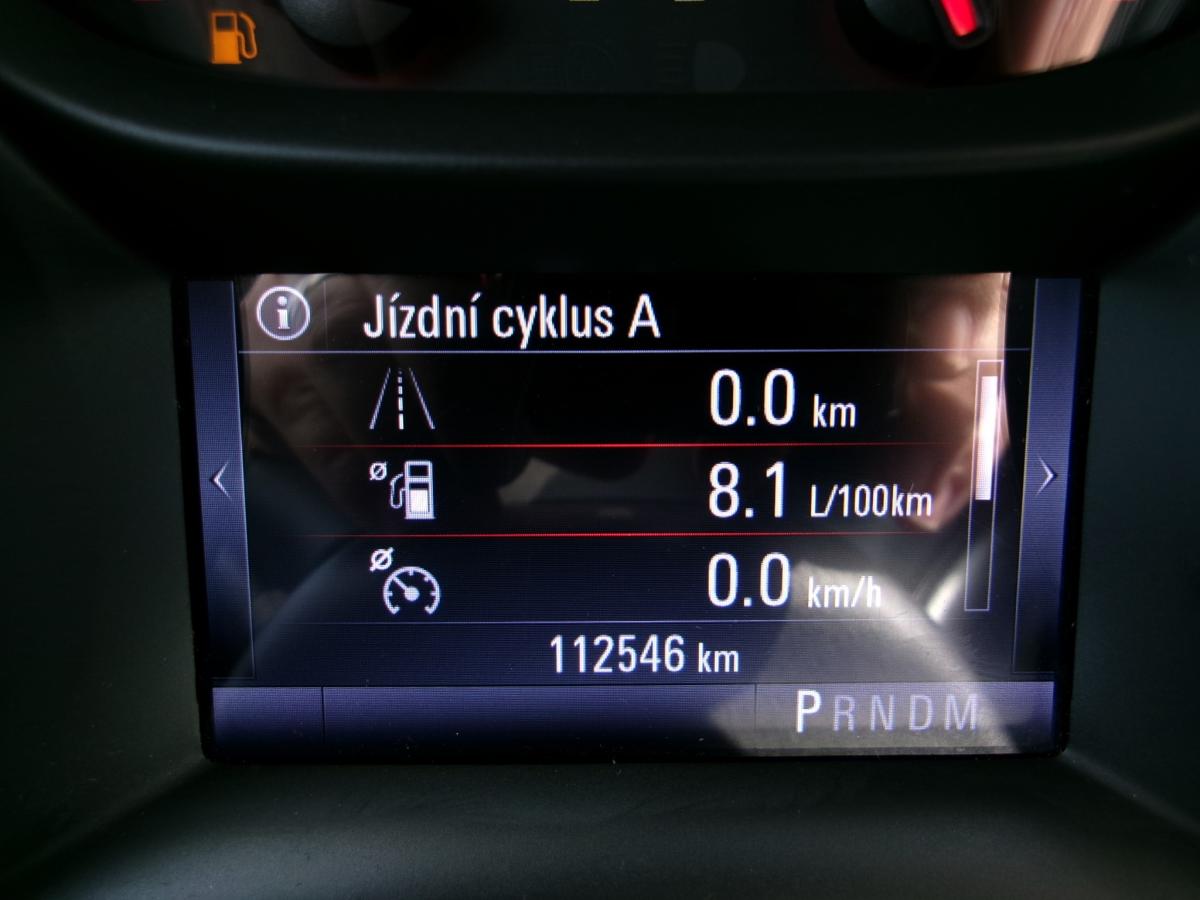 Jízdní cyklus A
0.0 km
Ø 8.1 L/100km
Ø 0.0 km/h
112546 km
PRNDM